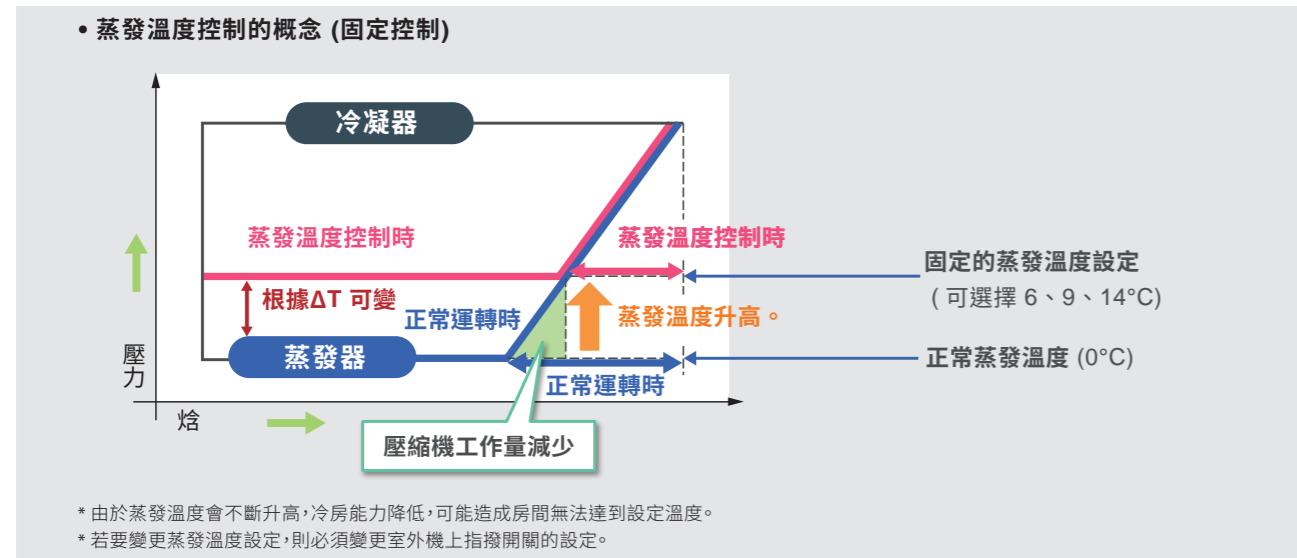 • 蒸發溫度控制的概念 (固定控制)
冷凝器
蒸發溫度控制時
蒸發溫度控制時
固定的蒸發溫度設定
( 可選擇 6、9、14°C)
根據ΔT 可變
正常運轉時
蒸發溫度升高。
壓力
蒸發器
正常蒸發溫度 (0°C)
正常運轉時
焓
壓縮機工作量減少
* 由於蒸發溫度會不斷升高,冷房能力降低,可能造成房間無法達到設定溫度。
* 若要變更蒸發溫度設定,則必須變更室外機上指撥開關的設定。